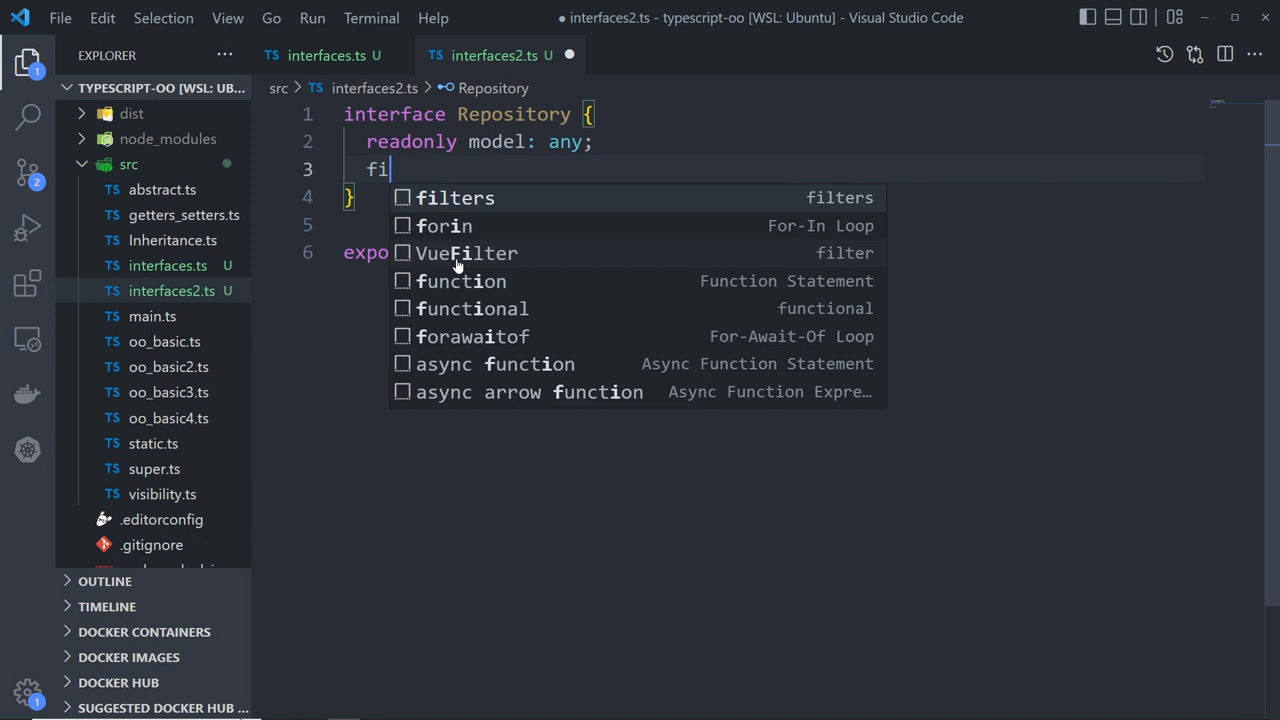 File Edit Selection View Go Run Terminal Help
● interfaces2.ts - typescript-oo [WSL: Ubuntu] - Visual Studio Code
EXPLORER
TS interfaces.ts U
TS interfaces2.ts U
TYPESCRIPT-OO [WSL: UB...
src > TS interfaces2.ts > Repository
dist
node_modules
src
TS abstract.ts
TS getters_setters.ts
TS Inheritance.ts
TS interfaces.ts U
TS interfaces2.ts U
TS main.ts
TS oo_basic.ts
TS oo_basic2.ts
TS oo_basic3.ts
TS oo_basic4.ts
TS static.ts
TS super.ts
TS visibility.ts
.editorconfig
.gitignore
OUTLINE
TIMELINE
DOCKER CONTAINERS
DOCKER IMAGES
DOCKER HUB
SUGGESTED DOCKER HUB ...
1
2
2
1
1 interface Repository {
2 readonly model: any;
3 fi
4 }
5
6 expo
filters filters
forin For-In Loop
VueFilter filter
function Function Statement
functional functional
forawaitof For-Await-Of Loop
async function Async Function Statement
async arrow function Async Function Expre…